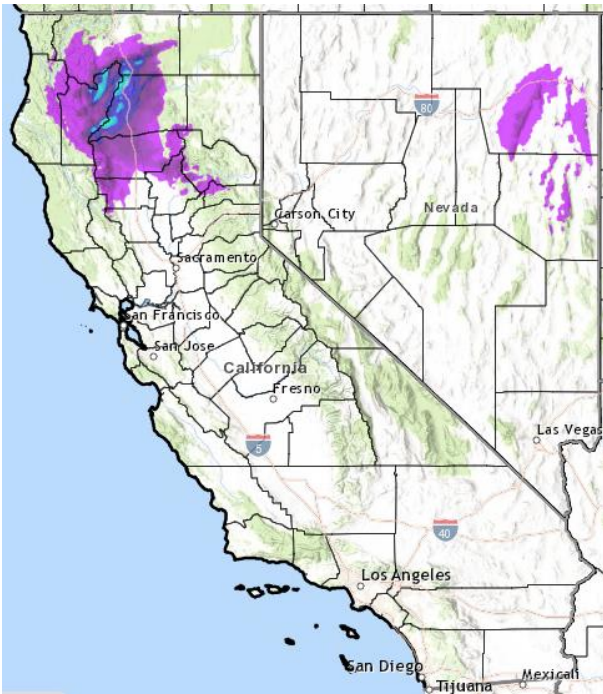 80
Nevada
Carson City
Sacramento
San Francisco
San Jose
California
Fresno
Las Vegas
5
40
Los Angeles
San Diego
Tijuana
Mexicali